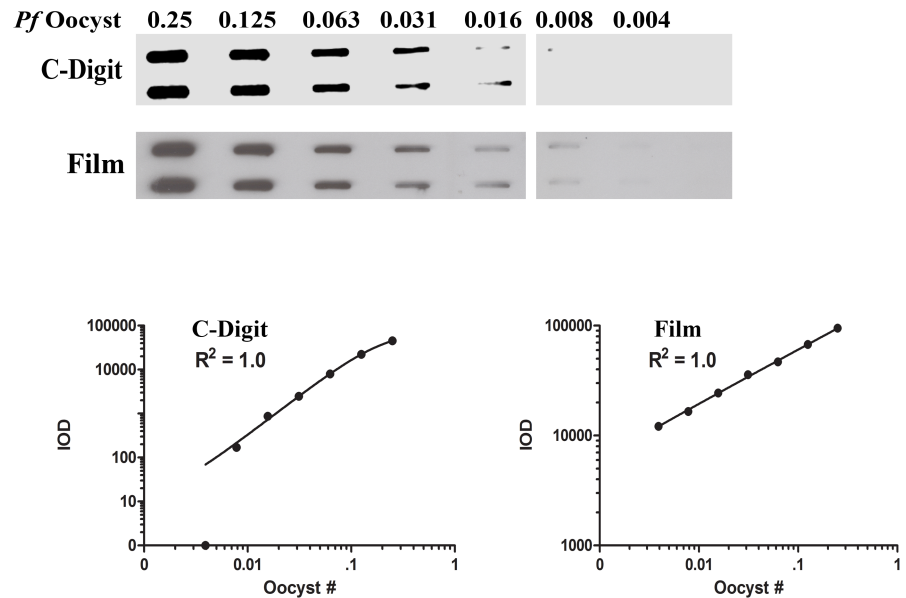 Pf Oocyst 0.25 0.125 0.063 0.031 0.016 0.008 0.004
C-Digit
Film
C-Digit
R² = 1.0
100000
10000
100
10
0
IOD
0 0.01 .1 1
Oocyst #
Film
R² = 1.0
100000
10000
1000
IOD
0 0.01 .1 1
Oocyst #